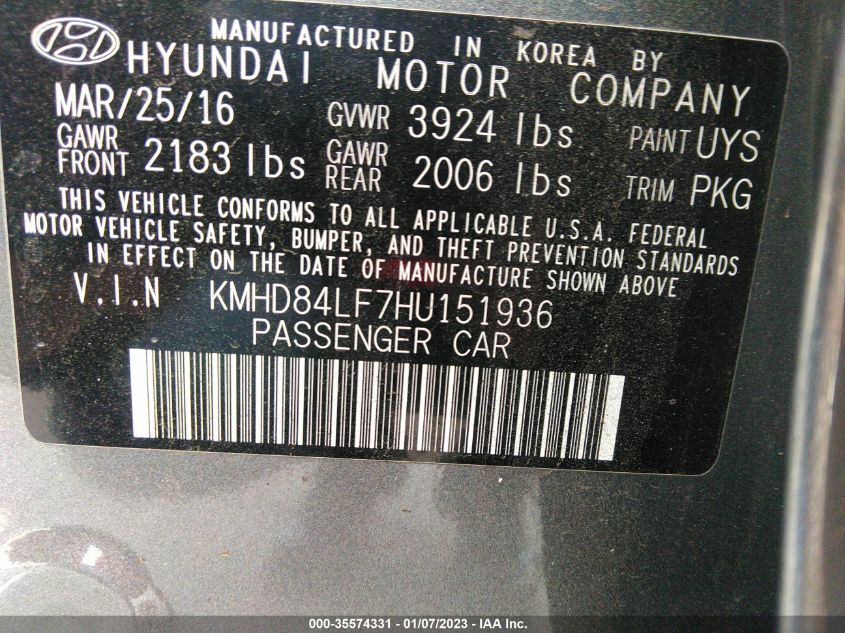 MANUFACTURED IN KOREA BY
HYUNDAI MOTOR COMPANY
MAR/25/16 GVWR 3924 lbs PAINT UYS
GAWR FRONT 2183 lbs GAWR REAR 2006 lbs TRIM PKG
THIS VEHICLE CONFORMS TO ALL APPLICABLE U.S.A. FEDERAL
MOTOR VEHICLE SAFETY, BUMPER, AND THEFT PREVENTION STANDARDS
IN EFFECT ON THE DATE OF MANUFACTURE SHOWN ABOVE
V.I.N KMHD84LF7HU151936
PASSENGER CAR
000-35574331 - 01/07/2023 - IAA Inc.